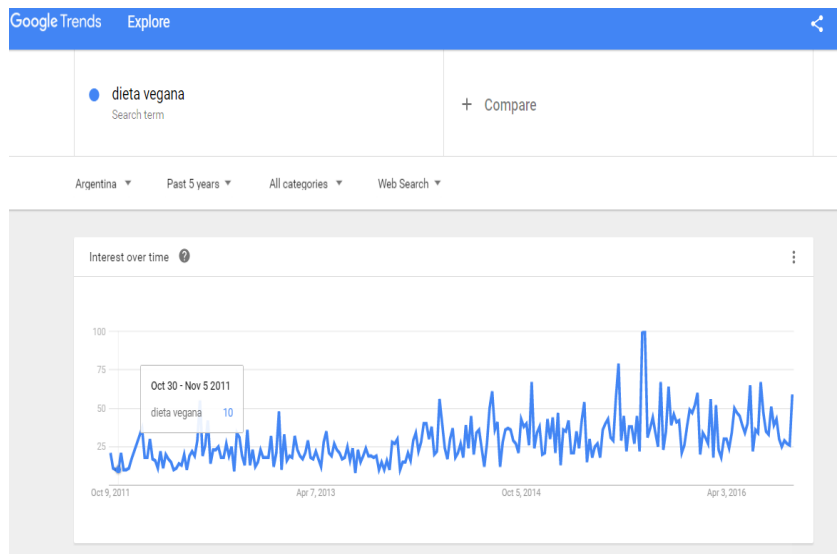 Google Trends Explore
dieta vegana
Search term
+ Compare
Argentina Past 5 years All categories Web Search
Interest over time ?
100
75
50
25
Oct 30 - Nov 5 2011
dieta vegana 10
Oct 9, 2011 Apr 7, 2013 Oct 5, 2014 Apr 3, 2016